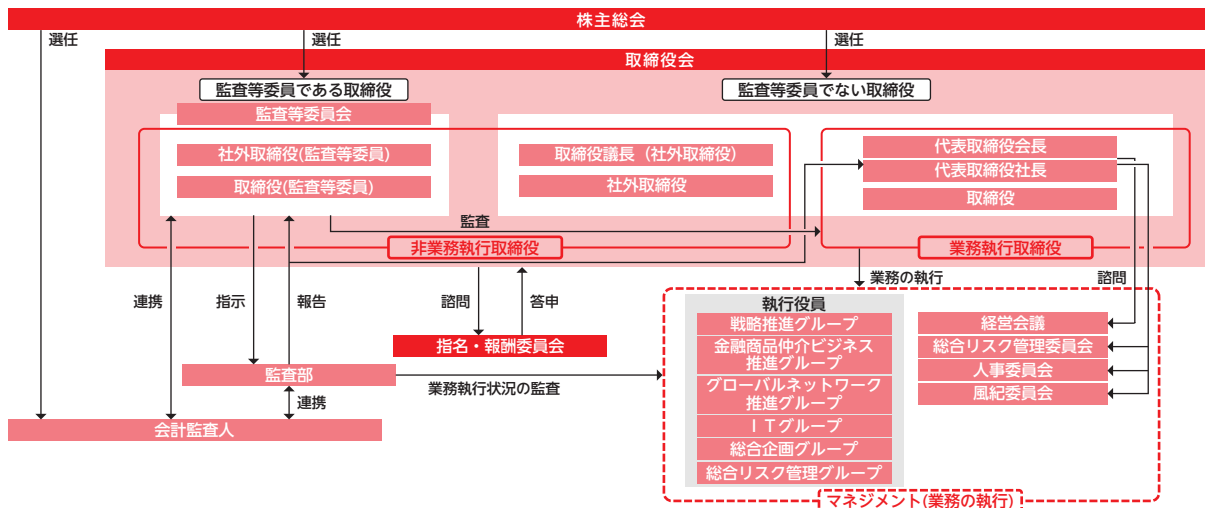 株主総会
選任
選任
選任
取締役会
監査等委員である取締役
監査等委員でない取締役
監査等委員会
社外取締役(監査等委員)
取締役(監査等委員)
取締役議長（社外取締役）
社外取締役
代表取締役会長
代表取締役社長
取締役
監査
非業務執行取締役
業務執行取締役
連携
指示
報告
諮問
答申
業務の執行
諮問
指名・報酬委員会
監査部
業務執行状況の監査
連携
会計監査人
執行役員
戦略推進グループ
金融商品仲介ビジネス
推進グループ
グローバルネットワーク
推進グループ
ＩＴグループ
総合企画グループ
総合リスク管理グループ
経営会議
総合リスク管理委員会
人事委員会
風紀委員会
マネジメント(業務の執行)